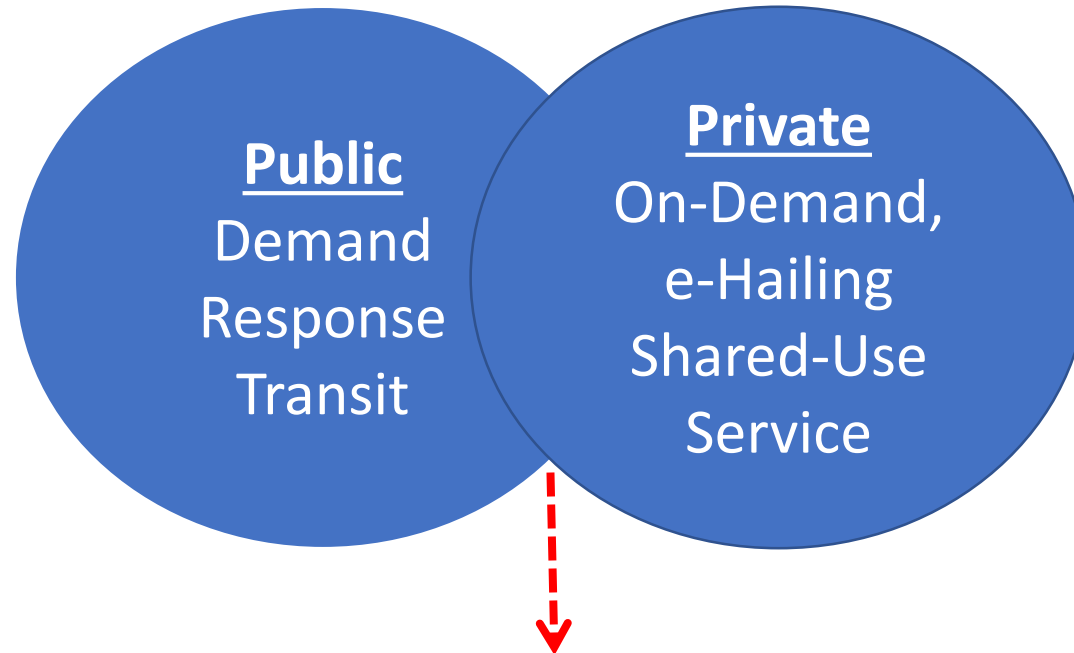 Public
Demand
Response
Transit
Private
On-Demand,
e-Hailing
Shared-Use
Service